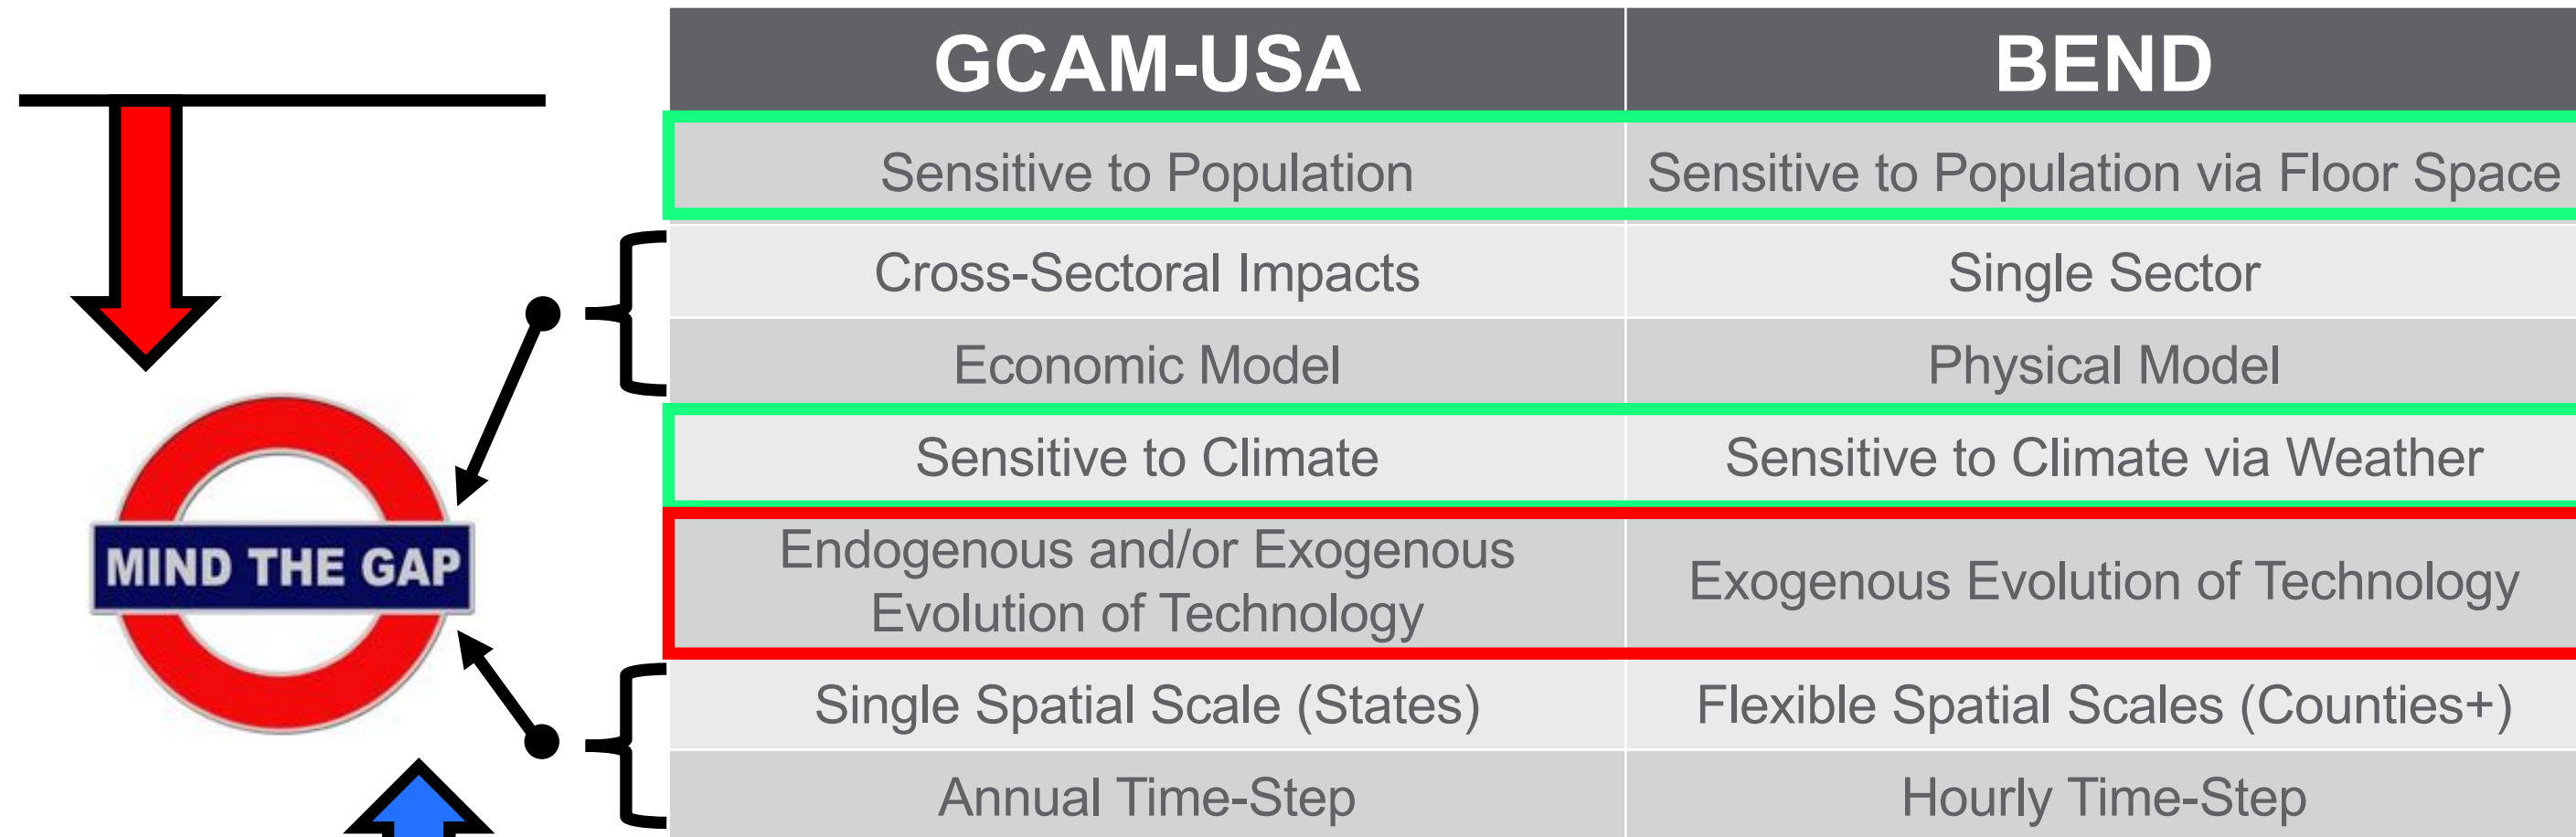 GCAM-USA
BEND
Sensitive to Population
Sensitive to Population via Floor Space
Cross-Sectoral Impacts
Single Sector
Economic Model
Physical Model
Sensitive to Climate
Sensitive to Climate via Weather
Endogenous and/or Exogenous
Evolution of Technology
Exogenous Evolution of Technology
Single Spatial Scale (States)
Flexible Spatial Scales (Counties+)
Annual Time-Step
Hourly Time-Step
MIND THE GAP